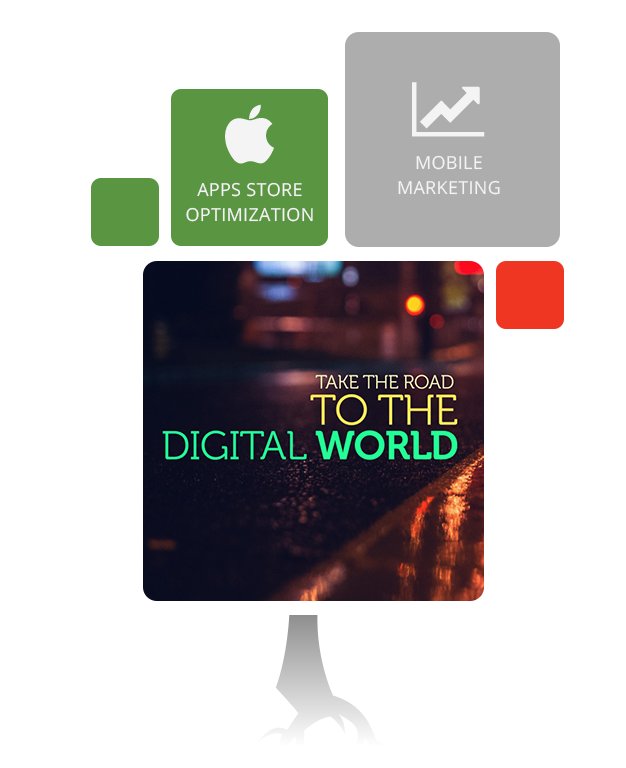 APPS STORE
OPTIMIZATION
MOBILE
MARKETING
TAKE THE ROAD
TO THE
DIGITAL WORLD